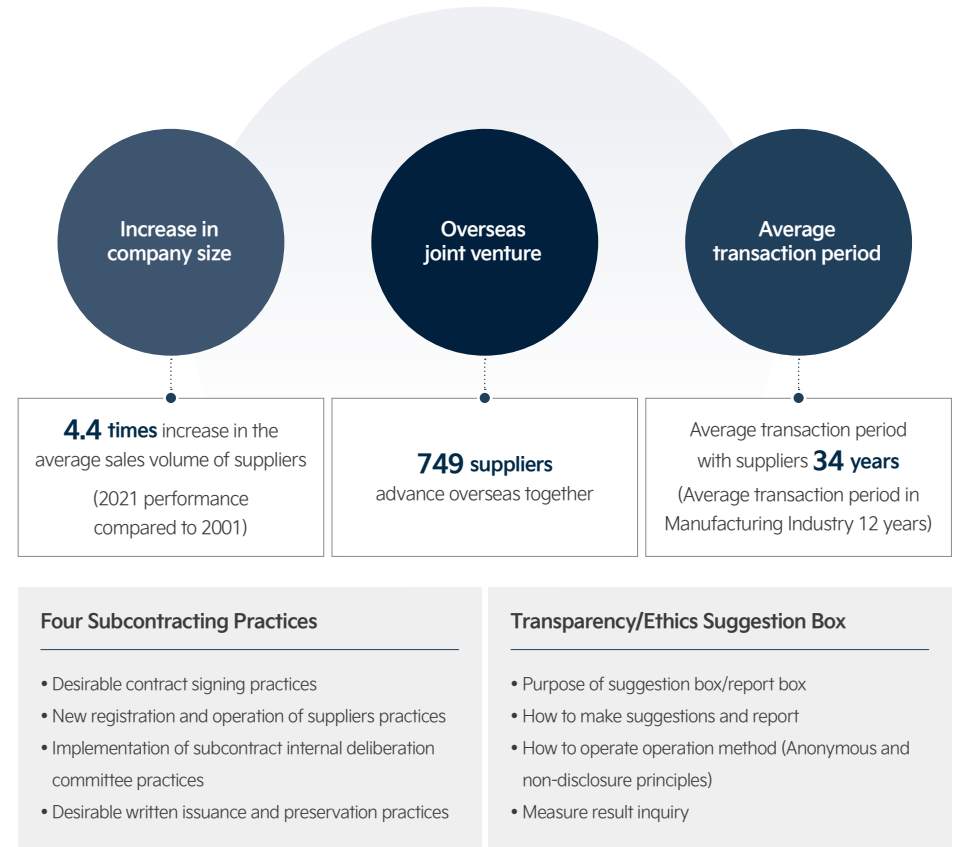 Increase in
company size
Overseas
joint venture
Average
transaction period
4.4 times increase in the
average sales volume of suppliers
(2021 performance
compared to 2001)
749 suppliers
advance overseas together
Average transaction period
with suppliers 34 years
(Average transaction period in
Manufacturing Industry 12 years)
Four Subcontracting Practices
• Desirable contract signing practices
• New registration and operation of suppliers practices
• Implementation of subcontract internal deliberation
committee practices
• Desirable written issuance and preservation practices
Transparency/Ethics Suggestion Box
• Purpose of suggestion box/report box
• How to make suggestions and report
• How to operate operation method (Anonymous and
non-disclosure principles)
• Measure result inquiry